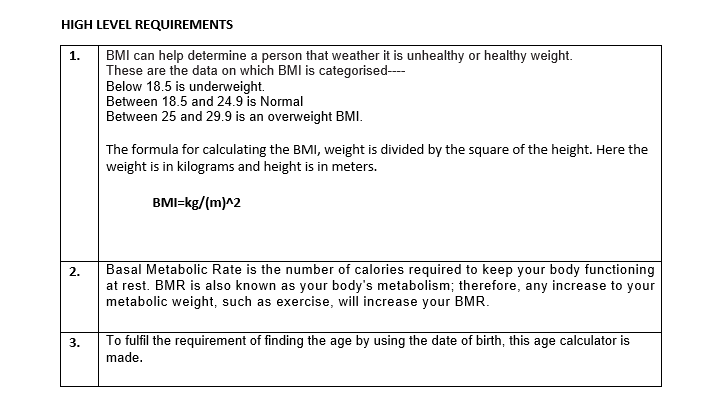 HIGH LEVEL REQUIREMENTS
1. BMI can help determine a person that weather it is unhealthy or healthy weight.
These are the data on which BMI is categorised----
Below 18.5 is underweight.
Between 18.5 and 24.9 is Normal
Between 25 and 29.9 is an overweight BMI.
The formula for calculating the BMI, weight is divided by the square of the height. Here the
weight is in kilograms and height is in meters.
BMI=kg/(m)^2
2. Basal Metabolic Rate is the number of calories required to keep your body functioning
at rest. BMR is also known as your body's metabolism; therefore, any increase to your
metabolic weight, such as exercise, will increase your BMR.
3. To fulfil the requirement of finding the age by using the date of birth, this age calculator is
made.